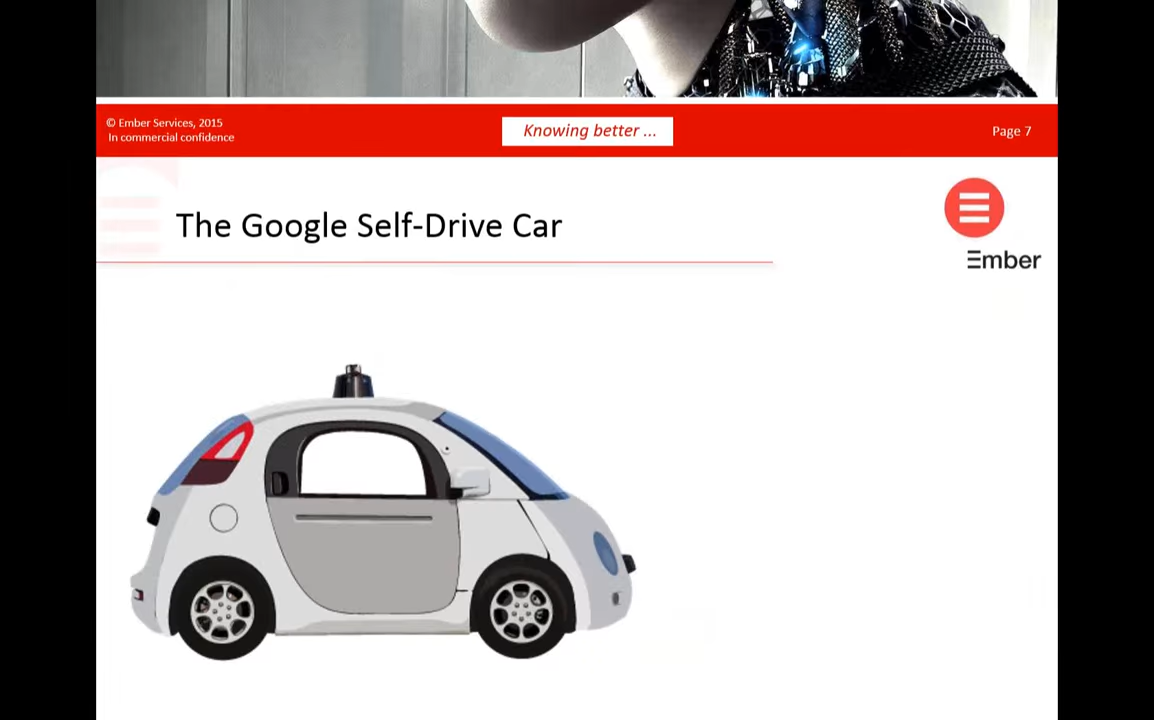 © Ember Services, 2015
In commercial confidence
Knowing better ...
Page 7
The Google Self-Drive Car
Ember